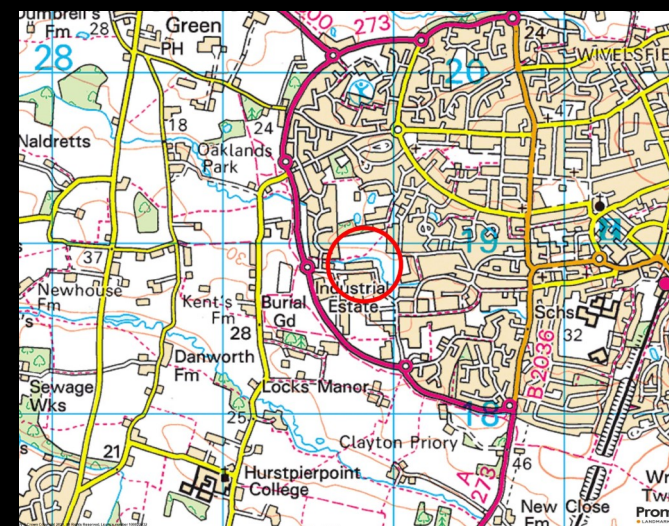 Dumbrell's
Fm
28
Green
PH
273
24
WIVELSFIE
28
20
47
18
Naldretts
24
Oaklands
Park
19
37
30
Newhouse
Fm
Kent's
Fm
Burial
Gd
Industrial
Estate
Schs
32
28
Danworth
Fm
B 2036
Sewage
Wks
Locks Manor
18
25
Clayton Priory
21
46
A
273
Hurstpierpoint
College
New Close